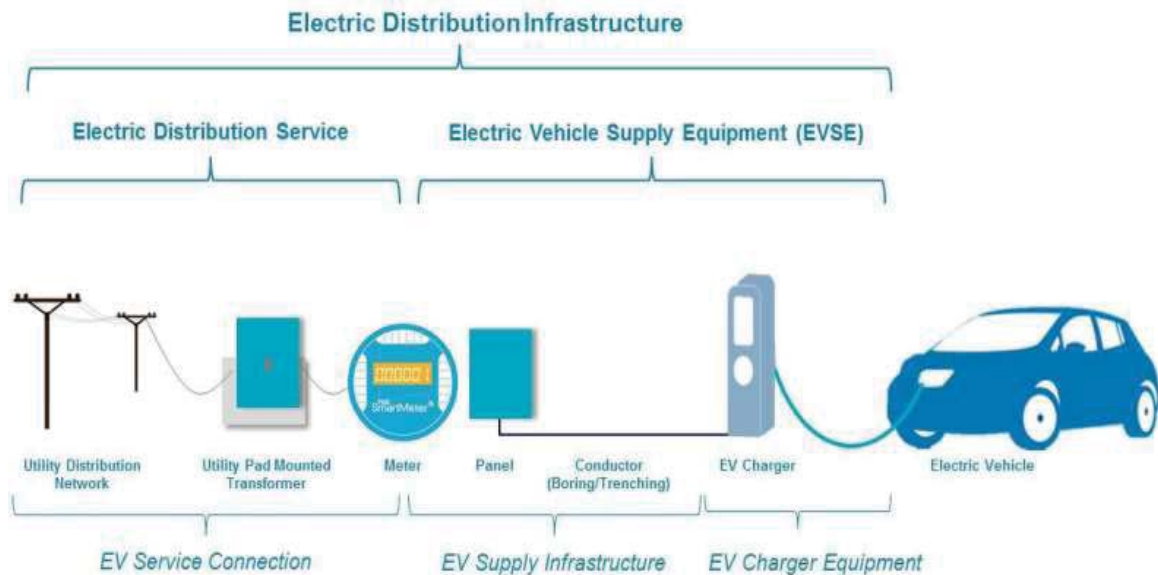 Electric Distribution Infrastructure
Electric Distribution Service
Electric Vehicle Supply Equipment (EVSE)
000001
SmartMeter
Utility Distribution
Network
Utility Pad Mounted
Transformer
Meter
Panel
Conductor
(Boring/Trenching)
EV Charger
Electric Vehicle
EV Service Connection
EV Supply Infrastructure
EV Charger Equipment